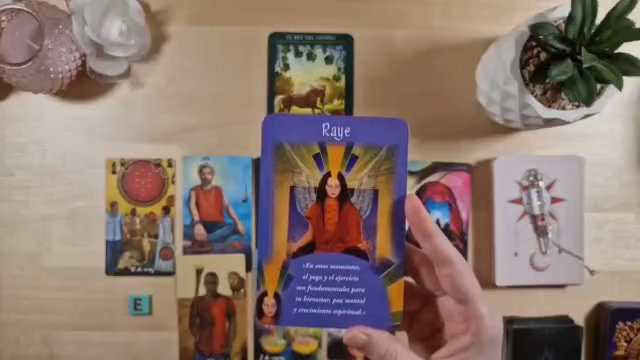 Raye
«En estos momentos,
el yoga y el ejercicio
son fundamentales para
tu bienestar, paz mental
y crecimiento espiritual.»
E